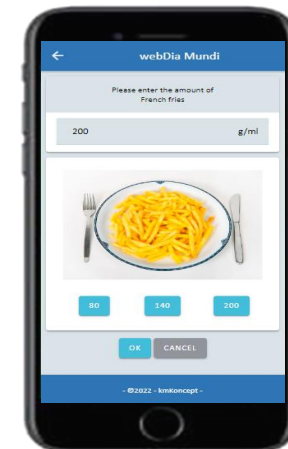 webDia Mundi
Please enter the amount of
French fries
200 g/ml
80 140 200
OK CANCEL
- ©2022 - kmKoncept -